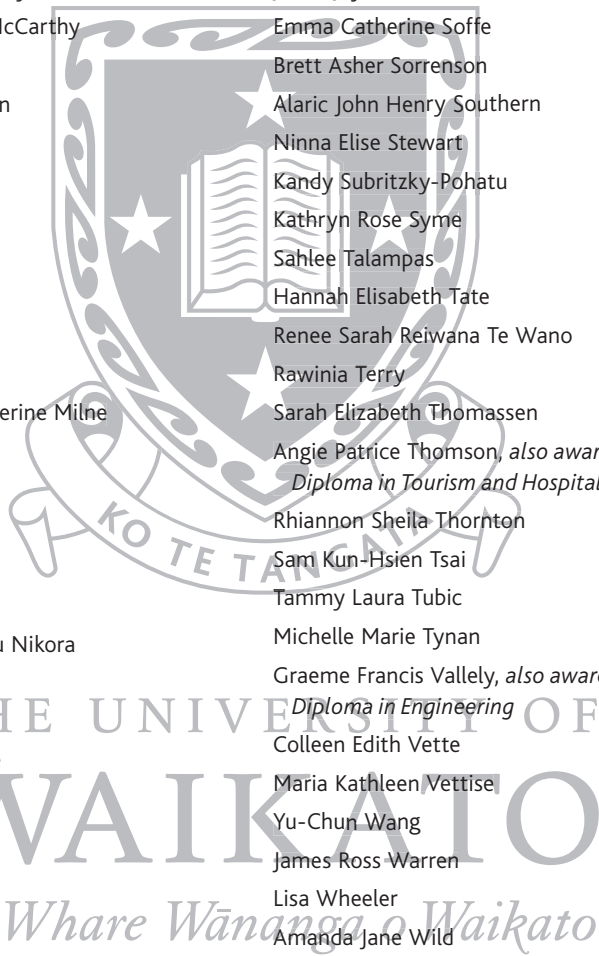 McCarthy
n
erine Milne
u Nikora
Emma Catherine Soffe
Brett Asher Sorrenson
Alaric John Henry Southern
Ninna Elise Stewart
Kandy Subritzky-Pohatu
Kathryn Rose Syme
Sahlee Talampas
Hannah Elisabeth Tate
Renee Sarah Reiwana Te Wano
Rawinia Terry
Sarah Elizabeth Thomassen
Angie Patrice Thomson, also awar
Diploma in Tourism and Hospital
Rhiannon Sheila Thornton
Sam Kun-Hsien Tsai
Tammy Laura Tubic
Michelle Marie Tynan
Graeme Francis Vallely, also awar
Diploma in Engineering
Colleen Edith Vette
Maria Kathleen Vettise
Yu-Chun Wang
James Ross Warren
Lisa Wheeler
Amanda Jane Wild
KO TE TANGATA
HE UNIVERSITY OF
WAIKATO
Whare Wānanga o Waikato